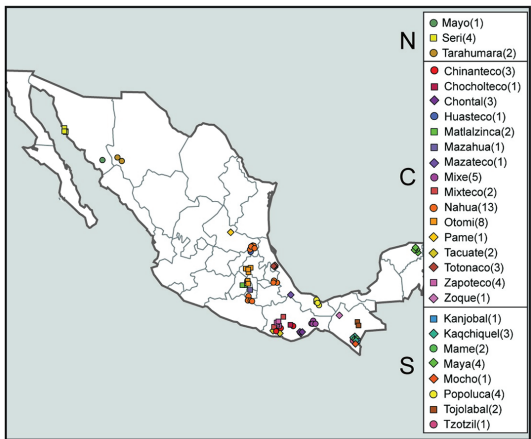 N
Mayo(1)
Seri(4)
Tarahumara(2)
C
Chinanteco(3)
Chocholteco(1)
Chontal(3)
Huasteco(1)
Matlalzinca(2)
Mazahua(1)
Mazateco(1)
Mixe(5)
Mixteco(2)
Nahua(13)
Otomi(8)
Pame(1)
Tacuate(2)
Totonaco(3)
Zapoteco(4)
Zoque(1)
S
Kanjobal(1)
Kaqchiquel(3)
Mame(2)
Maya(4)
Mocho(1)
Popoluca(4)
Tojolabal(2)
Tzotzil(1)